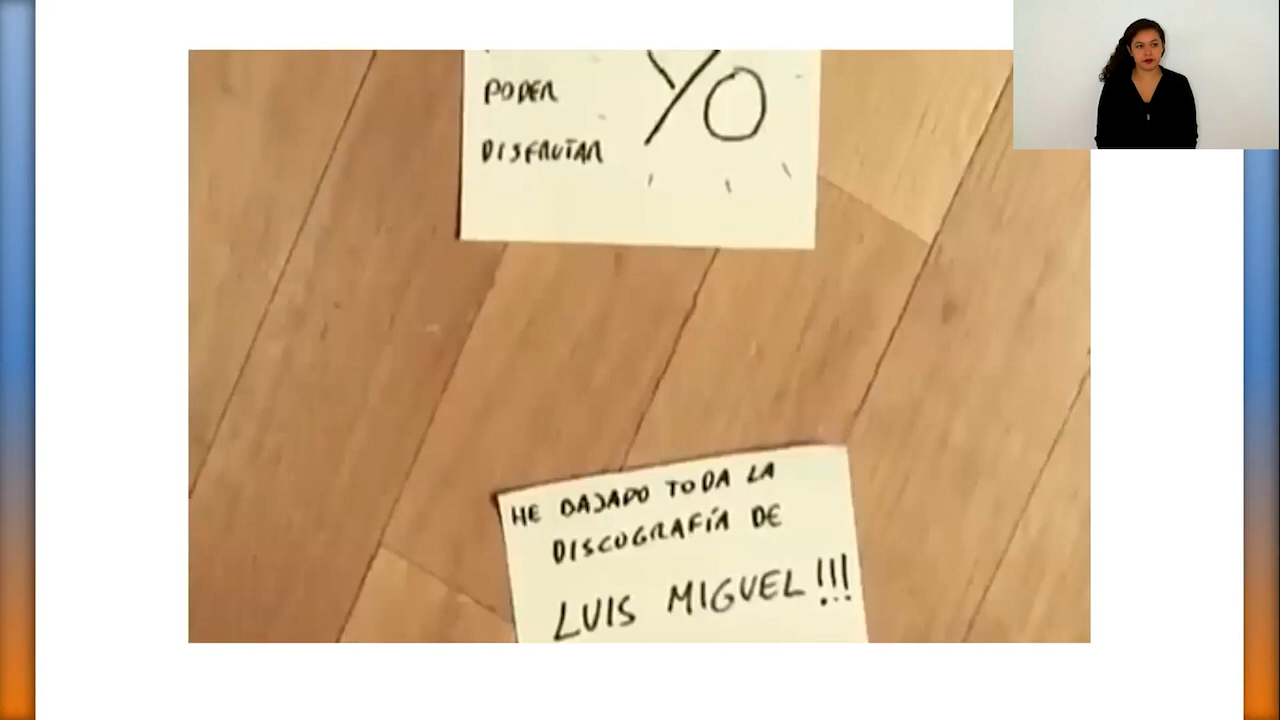 PODER
DISFRUTAR
YO
HE BAJADO TODA LA
DISCOGRAFÍA DE
LUIS MIGUEL!!!